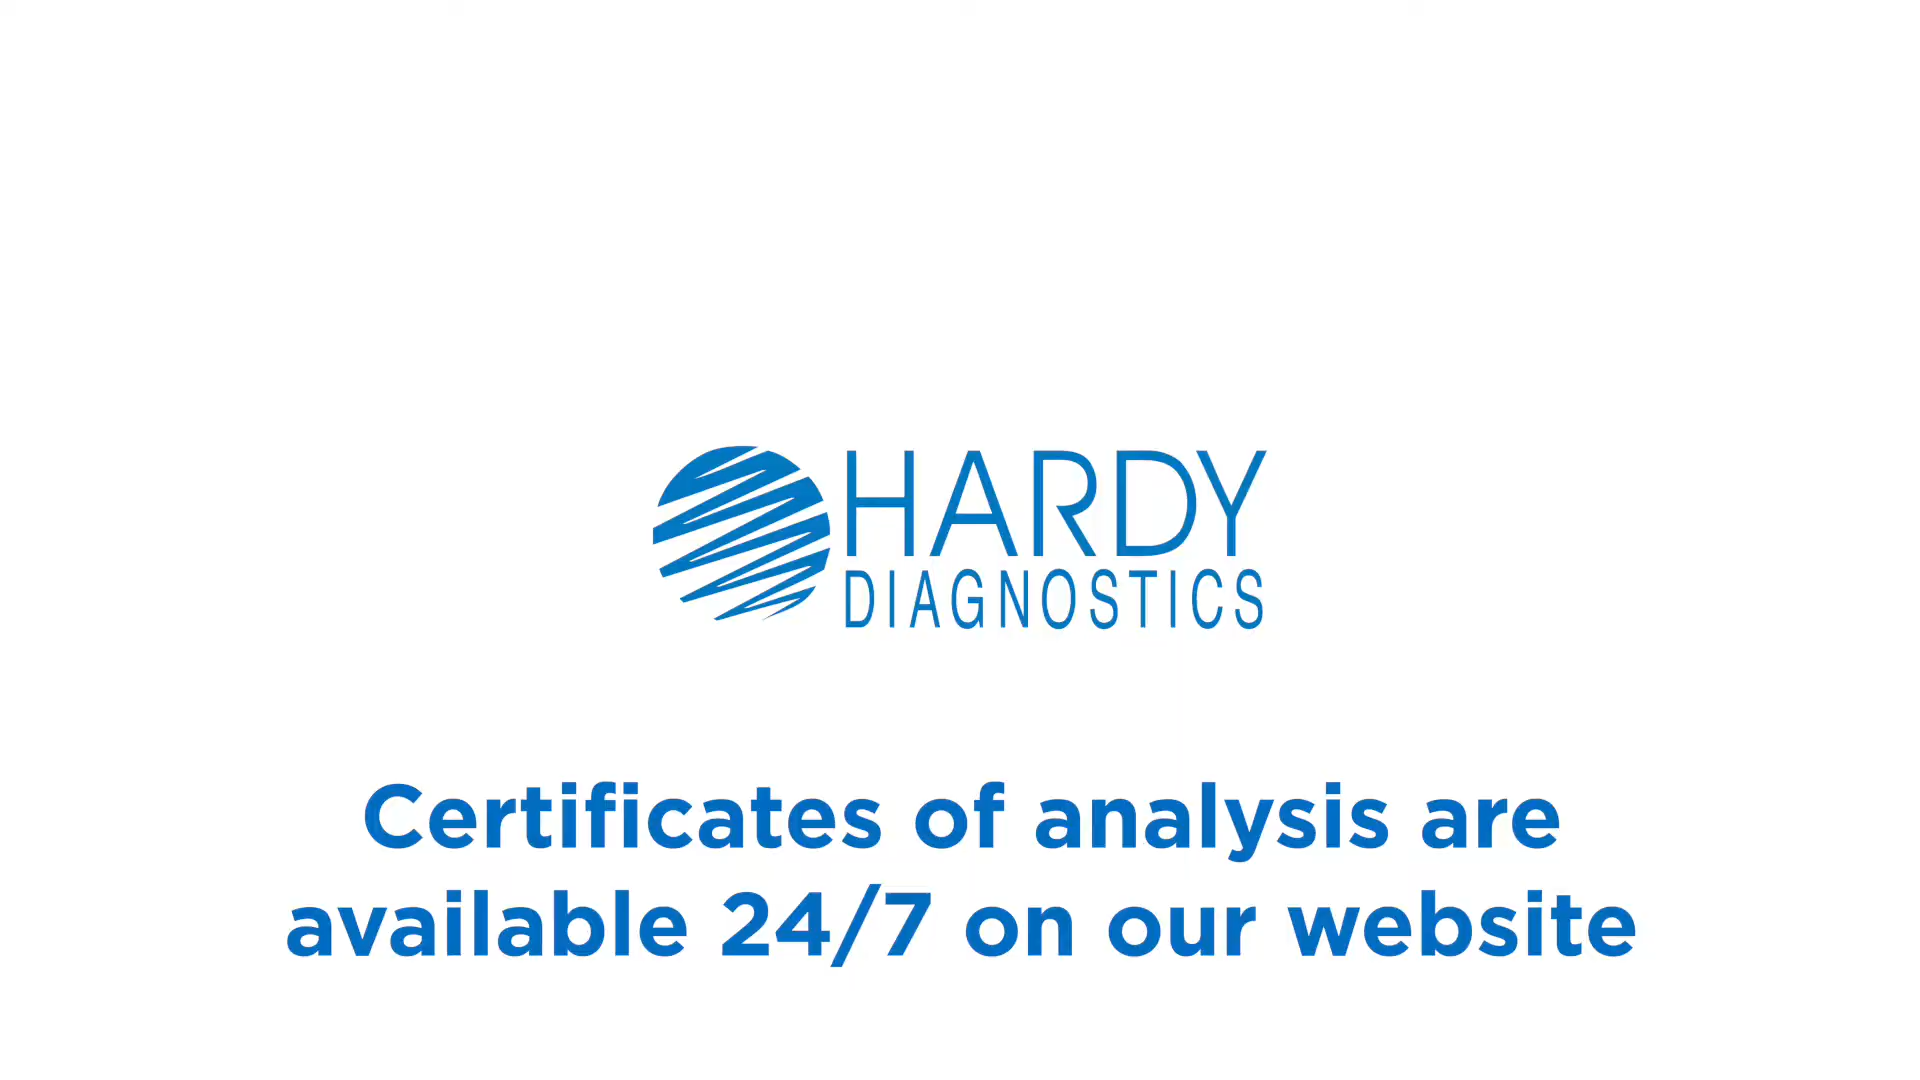 HARDY
DIAGNOSTICS
Certificates of analysis are
available 24/7 on our website